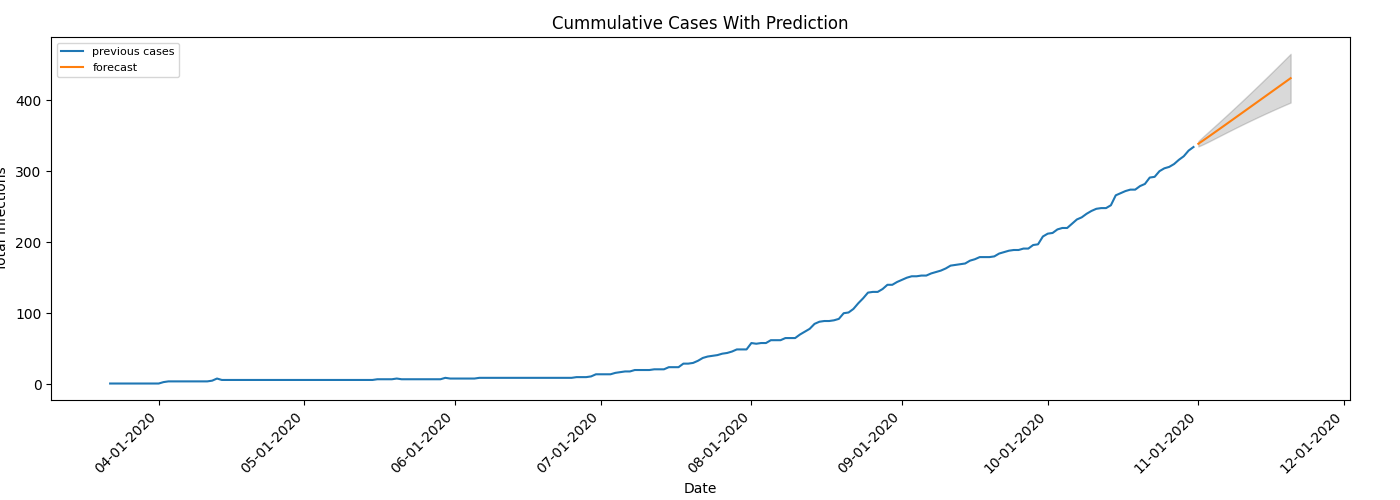 Cummulative Cases With Prediction
previous cases
forecast
400
300
200
100
0
04-01-2020
05-01-2020
06-01-2020
07-01-2020
08-01-2020
09-01-2020
10-01-2020
11-01-2020
12-01-2020
Date
Total Infections